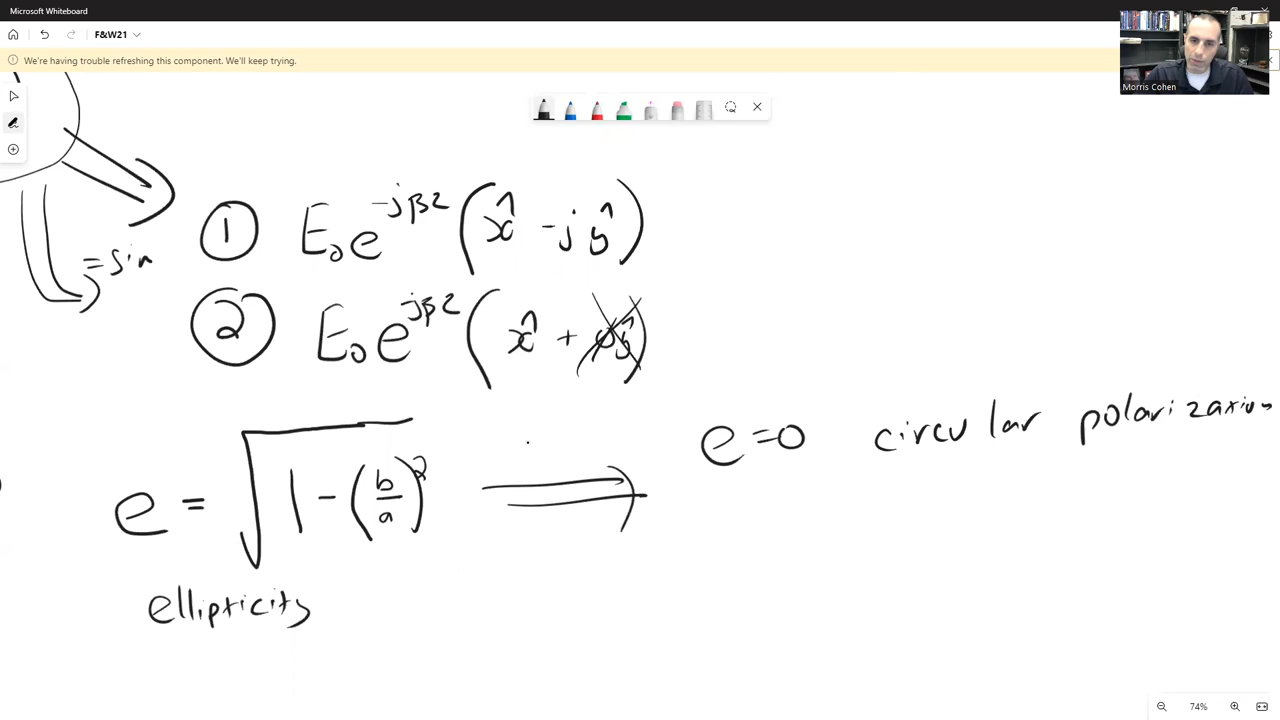 Microsoft Whiteboard
F&W21
We're having trouble refreshing this component. We'll keep trying.
Morris Cohen
= sin
① E₀e^{-jβz} (x̂ - jŷ)
② E₀e^{jβz} (x̂ +
e = √(1 - (b/a)²) ⟹ e=0 circular polarization
ellipticity
74%